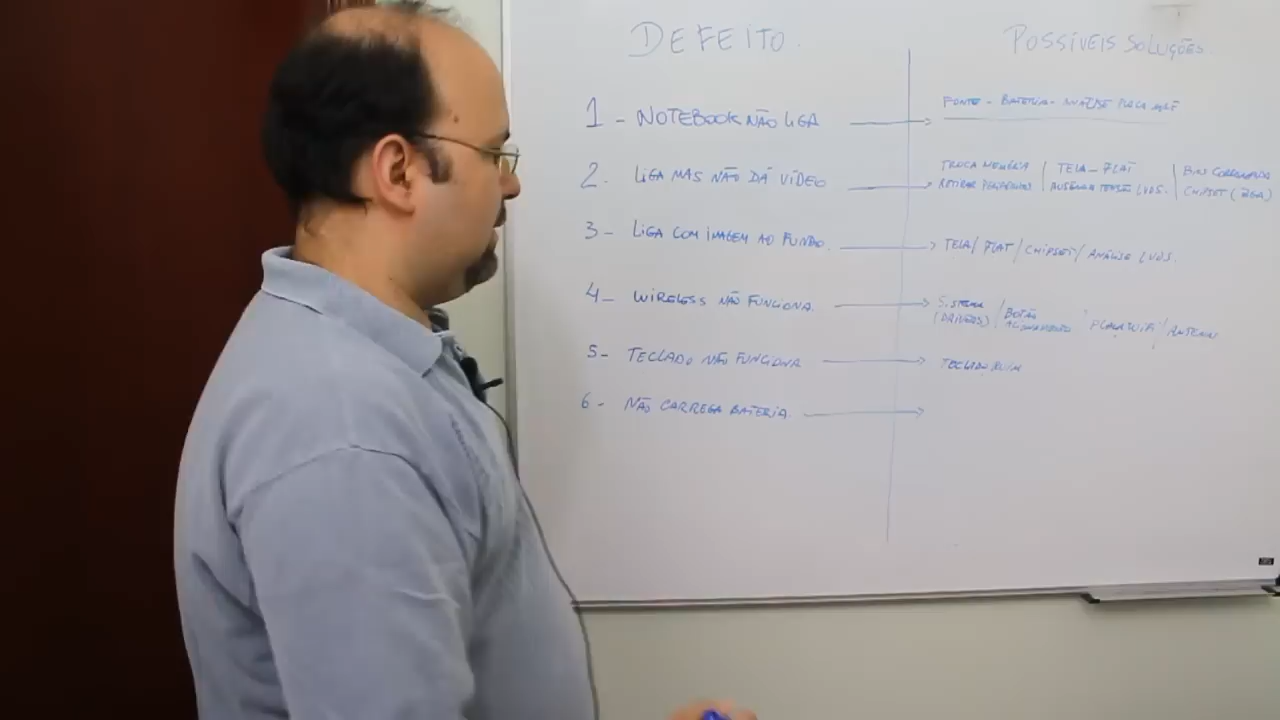 DEFEITO.
POSSÍVEIS SOLUÇÕES.
1 - NOTEBOOK NÃO LIGA
FONTE - BATERIA - ANÁLISE PLACA MÃE
2. LIGA MAS NÃO DÁ VÍDEO
TROCA MEMÓRIA / TELA - FLAT
RETIRAR PERIFÉRICOS / AUSÊNCIA TENSÃO LVDS.
BIOS CORROMPIDA
CHIPSET (BGA)
3 - LIGA COM IMAGEM AO FUNDO.
TELA / FLAT / CHIPSET / ANÁLISE LVDS.
4 - WIRELESS NÃO FUNCIONA.
SISTEMA (DRIVERS) / BOTÃO ACIONAMENTO / PLACA WIFI / ANTENA
5 - TECLADO NÃO FUNCIONA
TECLADO RUIM
6 - NÃO CARREGA BATERIA.